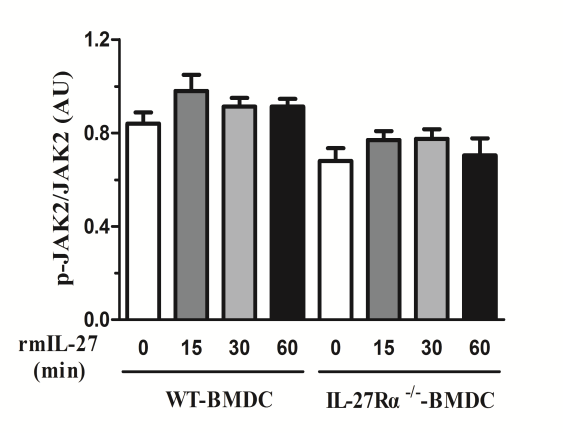 p-JAK2/JAK2 (AU)
1.2
0.8
0.4
0.0
rmIL-27 0 15 30 60 0 15 30 60
(min)
WT-BMDC IL-27Rα -/--BMDC